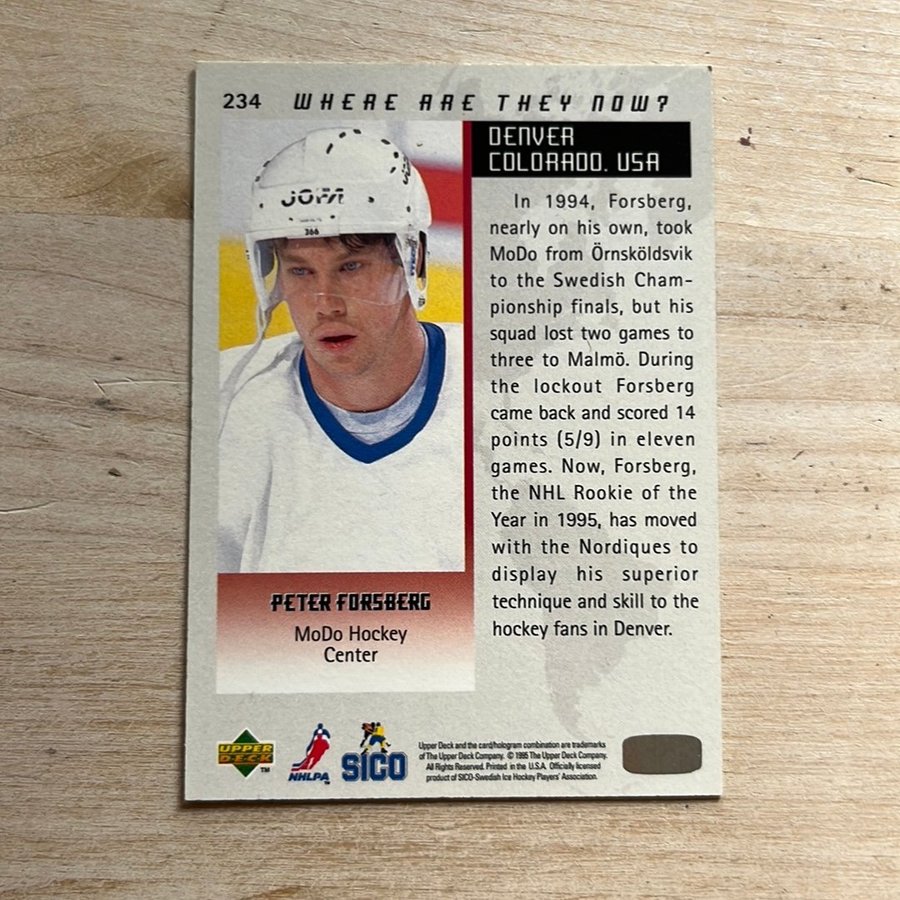 234 WHERE ARE THEY NOW?
DENVER
COLORADO, USA
JOFA
366
In 1994, Forsberg,
nearly on his own, took
MoDo from Örnsköldsvik
to the Swedish Cham-
pionship finals, but his
squad lost two games to
three to Malmö. During
the lockout Forsberg
came back and scored 14
points (5/9) in eleven
games. Now, Forsberg,
the NHL Rookie of the
Year in 1995, has moved
with the Nordiques to
display his superior
technique and skill to the
hockey fans in Denver.
PETER FORSBERG
MoDo Hockey
Center
UPPER
DECK
TM
NHLPA
SICO
Upper Deck and the card/hologram combination are trademarks
of The Upper Deck Company. © 1995 The Upper Deck Company.
All Rights Reserved. Printed in the U.S.A. Officially licensed
product of SICO-Swedish Ice Hockey Players' Association.